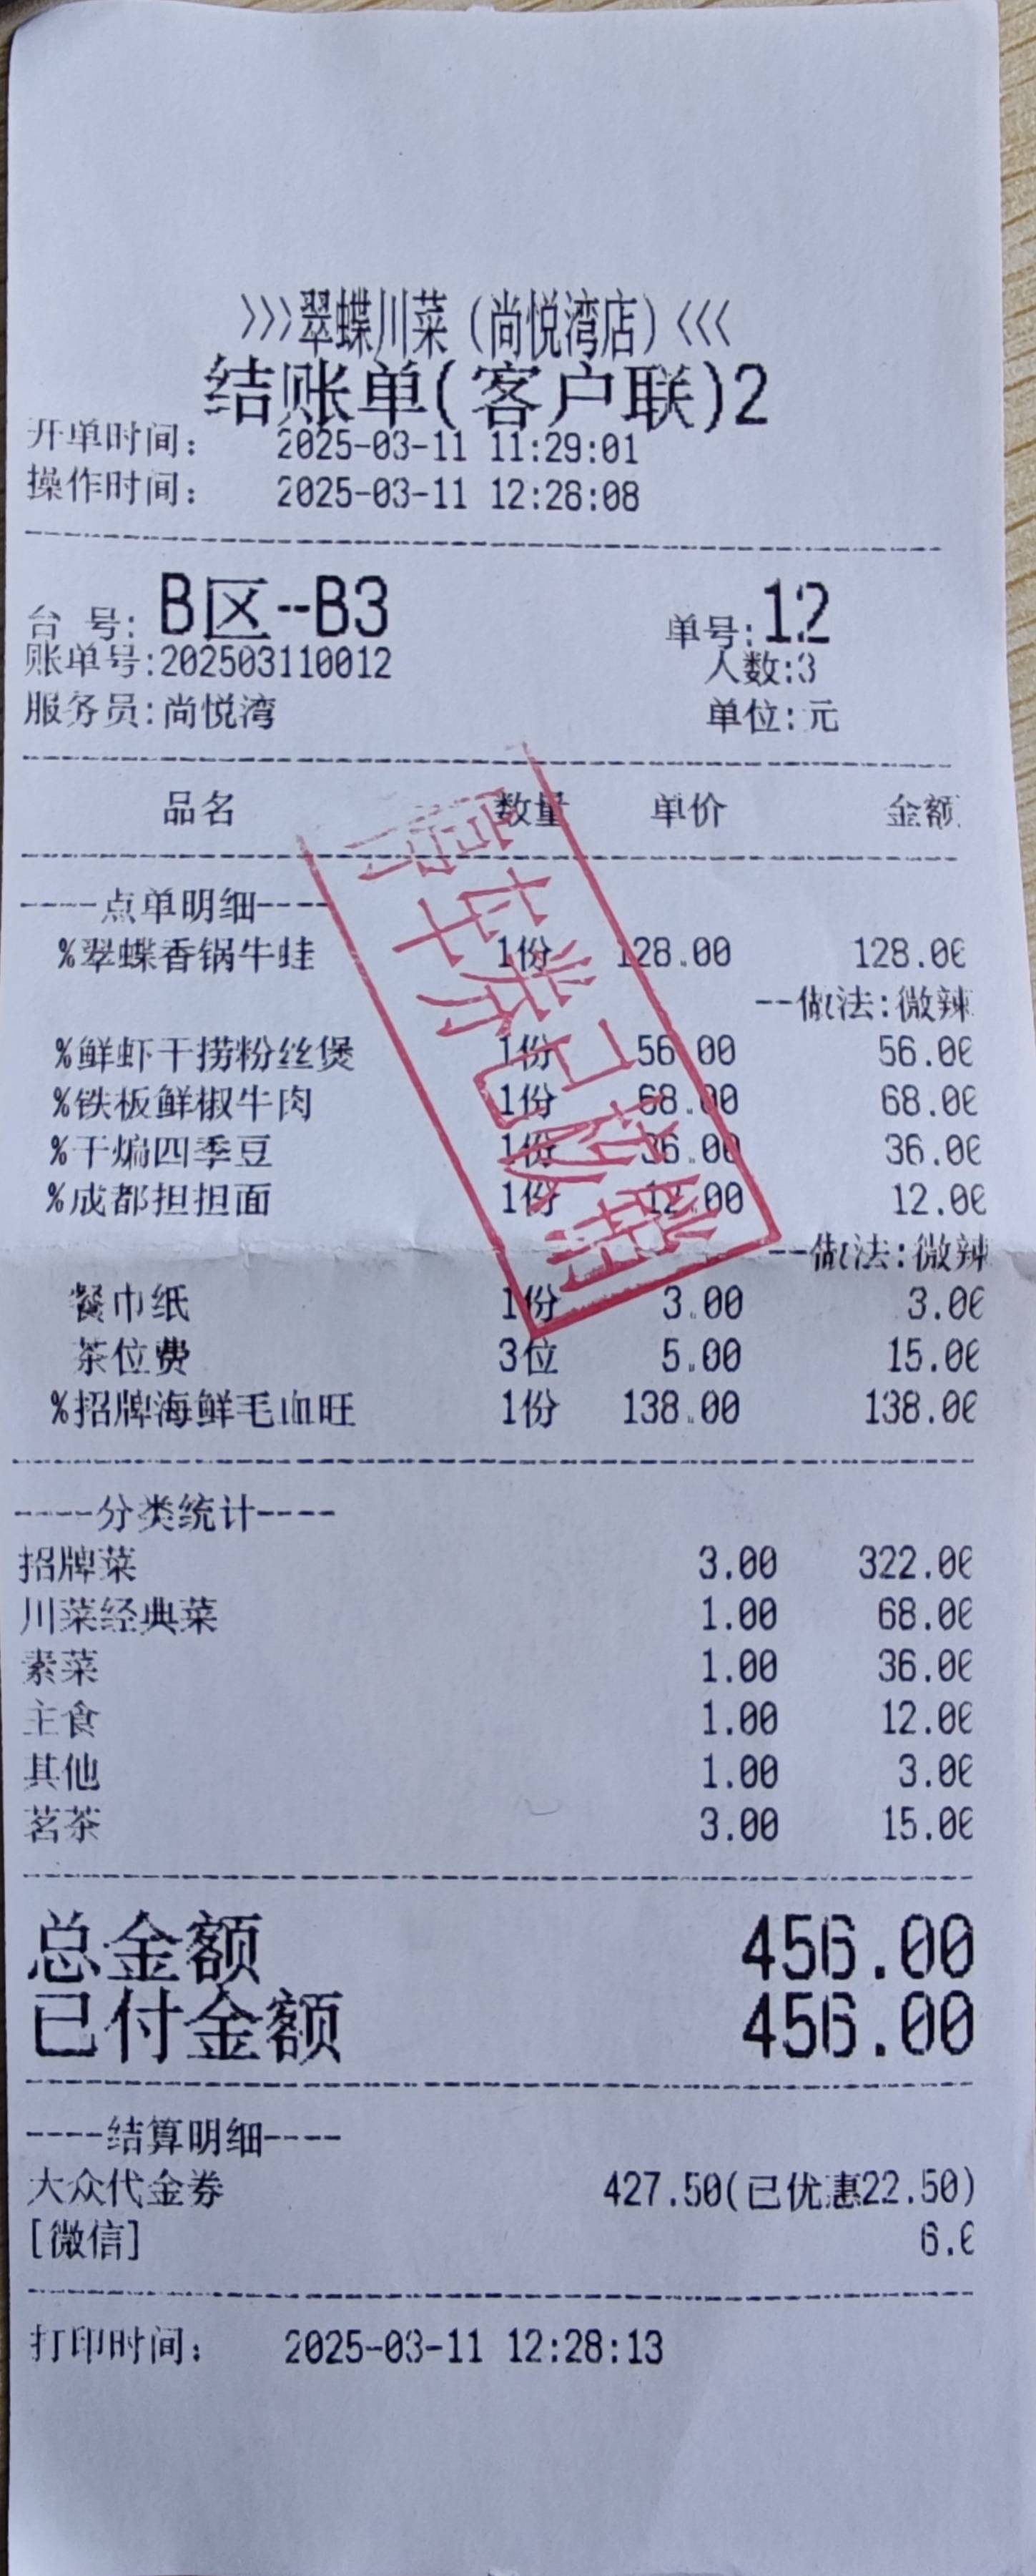 >>>翠蝶川菜（尚悦湾店）<<<
结账单(客户联)2
开单时间： 2025-03-11 11:29:01
操作时间： 2025-03-11 12:28:08
台 号: B区--B3 单号:12
账单号:202503110012 人数:3
服务员:尚悦湾 单位:元
品名 数量 单价 金额
----点单明细----
%翠蝶香锅牛蛙 1份 128.00 128.00
--做法:微辣
%鲜虾干捞粉丝煲 1份 56.00 56.00
%铁板鲜椒牛肉 1份 68.00 68.00
%干煸四季豆 1份 36.00 36.00
%成都担担面 1份 12.00 12.00
--做法:微辣
餐巾纸 1份 3.00 3.00
茶位费 3位 5.00 15.00
%招牌海鲜毛血旺 1份 138.00 138.00
----分类统计----
招牌菜 3.00 322.00
川菜经典菜 1.00 68.00
素菜 1.00 36.00
主食 1.00 12.00
其他 1.00 3.00
茗茶 3.00 15.00
总金额 456.00
已付金额 456.00
----结算明细----
大众代金券 427.50(已优惠22.50)
[微信] 6.0
打印时间： 2025-03-11 12:28:13